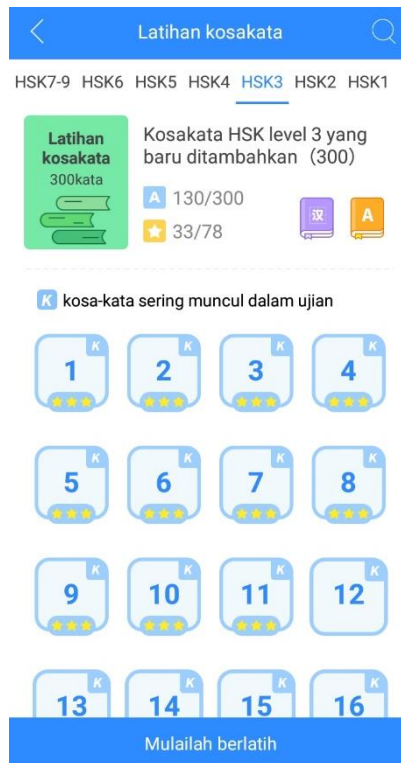 Latihan kosakata
HSK7-9 HSK6 HSK5 HSK4 HSK3 HSK2 HSK1
Latihan
kosakata
300kata
Kosakata HSK level 3 yang
baru ditambahkan（300）
A 130/300
33/78
汉 A
K kosa-kata sering muncul dalam ujian
K K K K
1 2 3 4
K K K K
5 6 7 8
K K K K
9 10 11 12
K K K K
13 14 15 16
Mulailah berlatih